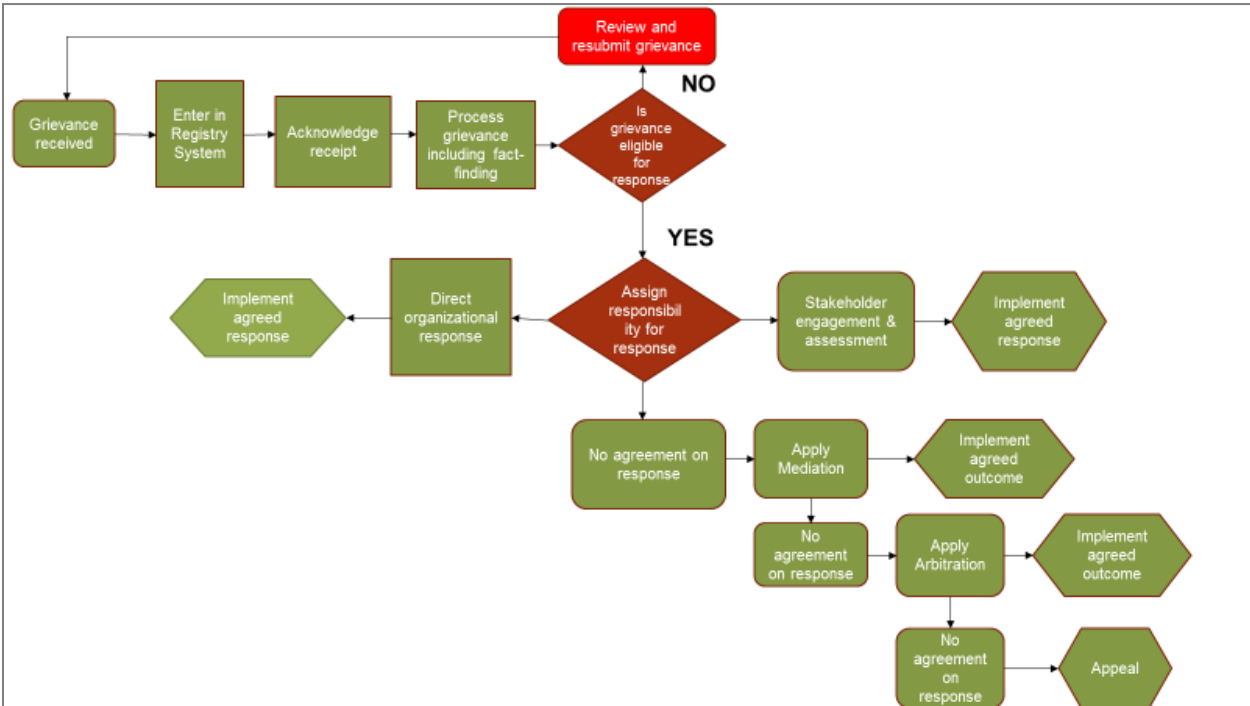 Review and
resubmit grievance
NO
Grievance
received
Enter in
Registry
System
Acknowledge
receipt
Process
grievance
including fact-
finding
Is
grievance
eligible
for
response
YES
Implement
agreed
response
Direct
organizational
response
Assign
responsibil
ity for
response
Stakeholder
engagement &
assessment
Implement
agreed
response
No agreement on
response
Apply
Mediation
Implement
agreed
outcome
No
agreement
on response
Apply
Arbitration
Implement
agreed
outcome
No
agreement
on
response
Appeal